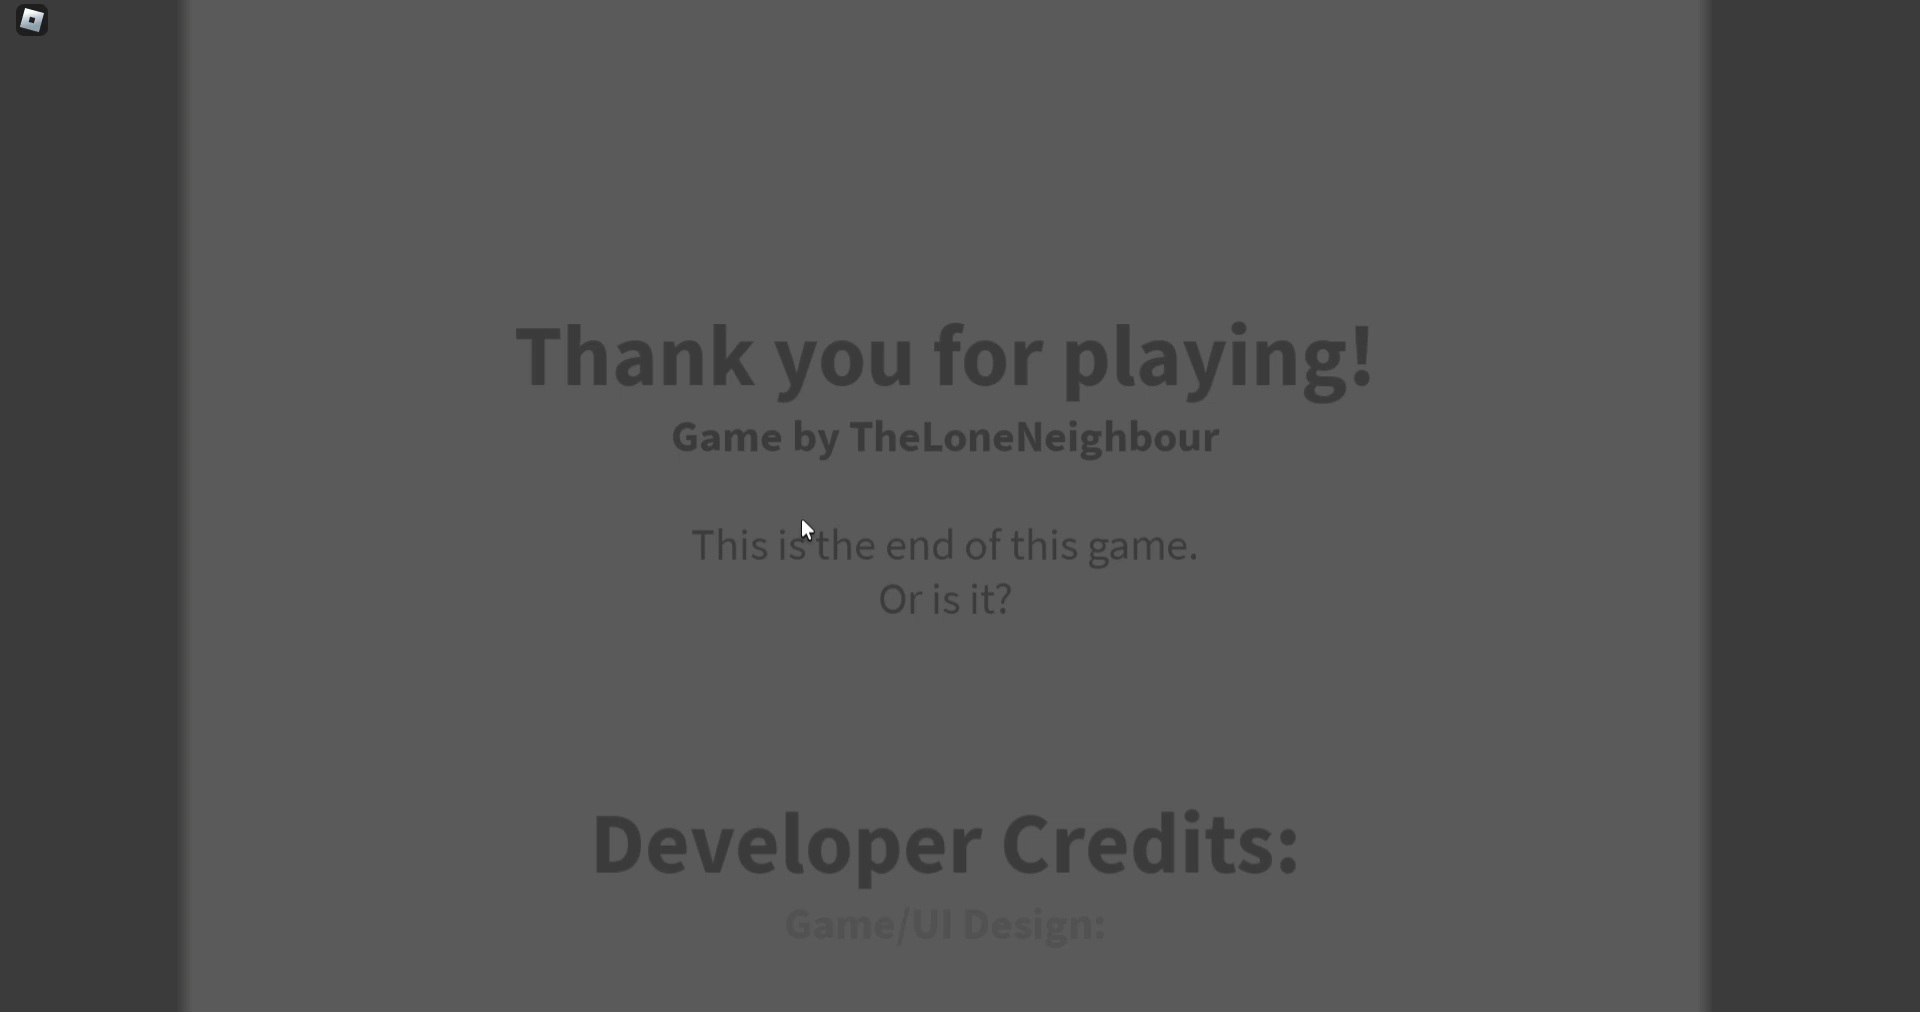 Thank you for playing!
Game by TheLoneNeighbour
This is the end of this game.
Or is it?
Developer Credits:
Game/UI Design: